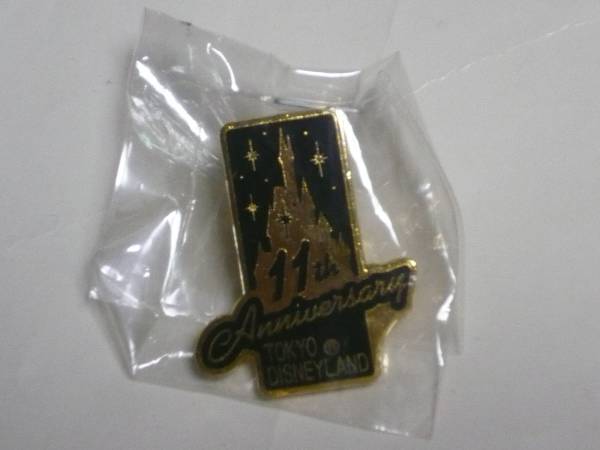 11th
Anniversary
TOKYO
DISNEYLAND